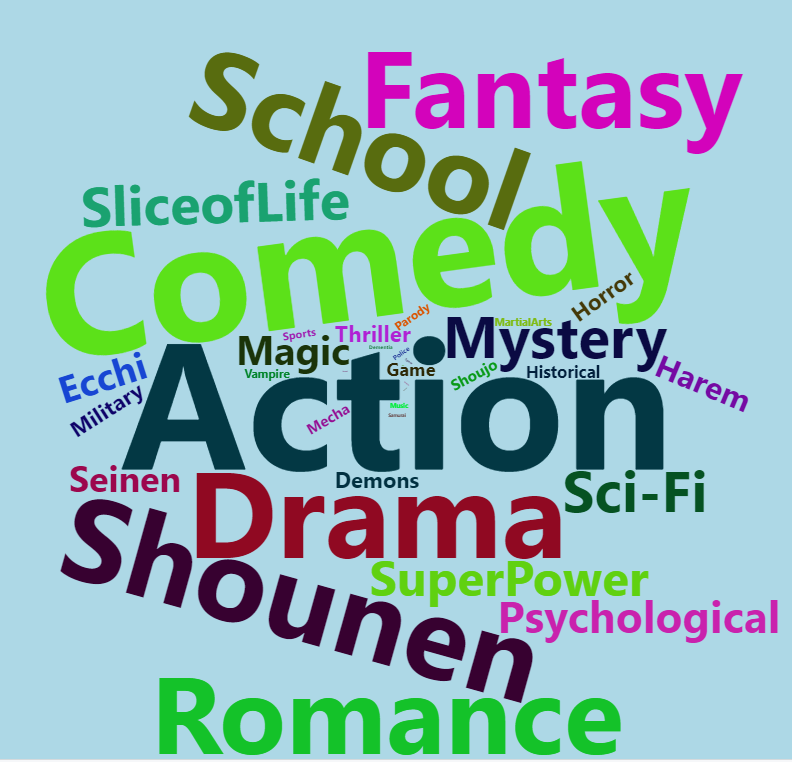 Fantasy
School
SliceofLife
Comedy
Horror
Parody
MartialArts
Sports
Thriller
Mystery
Magic
Dementia
Police
Vampire
Game
Shoujo
Historical
Harem
Ecchi
Military
Action
Mecha
Music
Samurai
Seinen
Demons
Sci-Fi
Drama
Shounen
SuperPower
Psychological
Romance